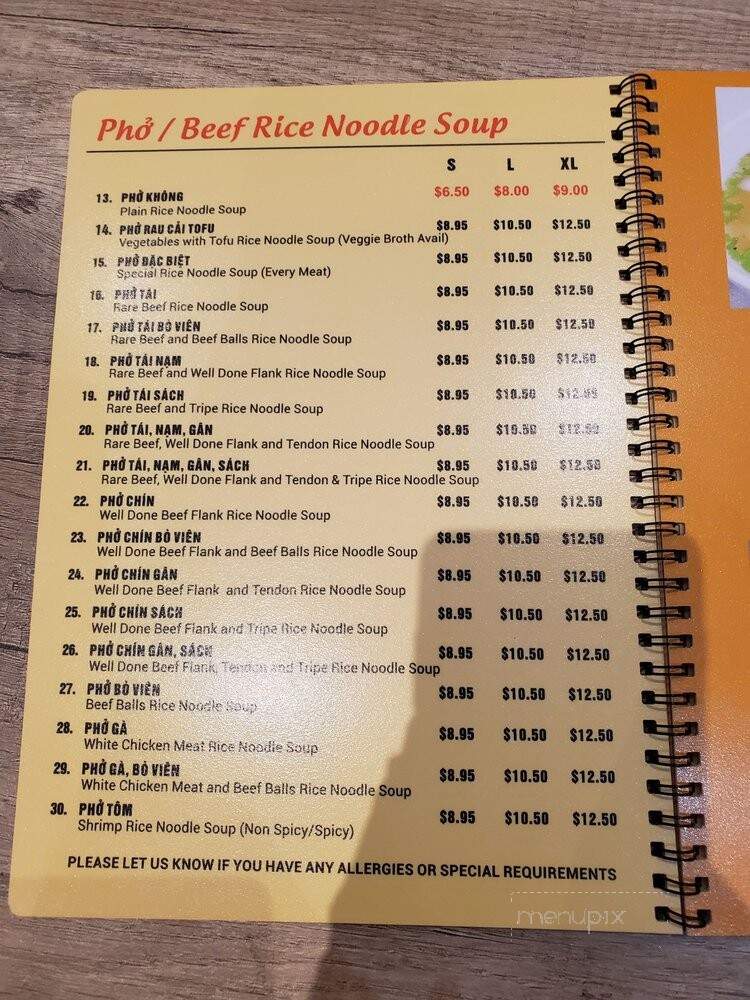 Phở / Beef Rice Noodle Soup
S L XL
13. PHỞ KHÔNG $6.50 $8.00 $9.00
Plain Rice Noodle Soup
14. PHỞ RAU CẢI TOFU $8.95 $10.50 $12.50
Vegetables with Tofu Rice Noodle Soup (Veggie Broth Avail)
15. PHỞ ĐẶC BIỆT $8.95 $10.50 $12.50
Special Rice Noodle Soup (Every Meat)
16. PHỞ TÁI $8.95 $10.50 $12.50
Rare Beef Rice Noodle Soup
17. PHỞ TÁI BÒ VIÊN $8.95 $10.50 $12.50
Rare Beef and Beef Balls Rice Noodle Soup
18. PHỞ TÁI NẠM $8.95 $10.50 $12.50
Rare Beef and Well Done Flank Rice Noodle Soup
19. PHỞ TÁI SÁCH $8.95 $10.50
Rare Beef and Tripe Rice Noodle Soup
20. PHỞ TÁI, NẠM, GÂN $8.95 $10.50 $12.50
Rare Beef, Well Done Flank and Tendon Rice Noodle Soup
21. PHỞ TÁI, NẠM, GÂN, SÁCH $8.95 $10.50 $12.50
Rare Beef, Well Done Flank and Tendon & Tripe Rice Noodle Soup
22. PHỞ CHÍN $8.95 $10.50 $12.50
Well Done Beef Flank Rice Noodle Soup
23. PHỞ CHÍN BÒ VIÊN $8.95 $10.50 $12.50
Well Done Beef Flank and Beef Balls Rice Noodle Soup
24. PHỞ CHÍN GÂN $8.95 $10.50 $12.50
Well Done Beef Flank and Tendon Rice Noodle Soup
25. PHỞ CHÍN SÁCH $8.95 $10.50 $12.50
Well Done Beef Flank and Tripe Rice Noodle Soup
26. PHỞ CHÍN GÂN, SÁCH $8.95 $10.50 $12.50
Well Done Beef Flank, Tendon and Tripe Rice Noodle Soup
27. PHỞ BÒ VIÊN $8.95 $10.50 $12.50
Beef Balls Rice Noodle Soup
28. PHỞ GÀ $8.95 $10.50 $12.50
White Chicken Meat Rice Noodle Soup
29. PHỞ GÀ, BÒ VIÊN $8.95 $10.50 $12.50
White Chicken Meat and Beef Balls Rice Noodle Soup
30. PHỞ TÔM $8.95 $10.50 $12.50
Shrimp Rice Noodle Soup (Non Spicy/Spicy)
PLEASE LET US KNOW IF YOU HAVE ANY ALLERGIES OR SPECIAL REQUIREMENTS
menupix